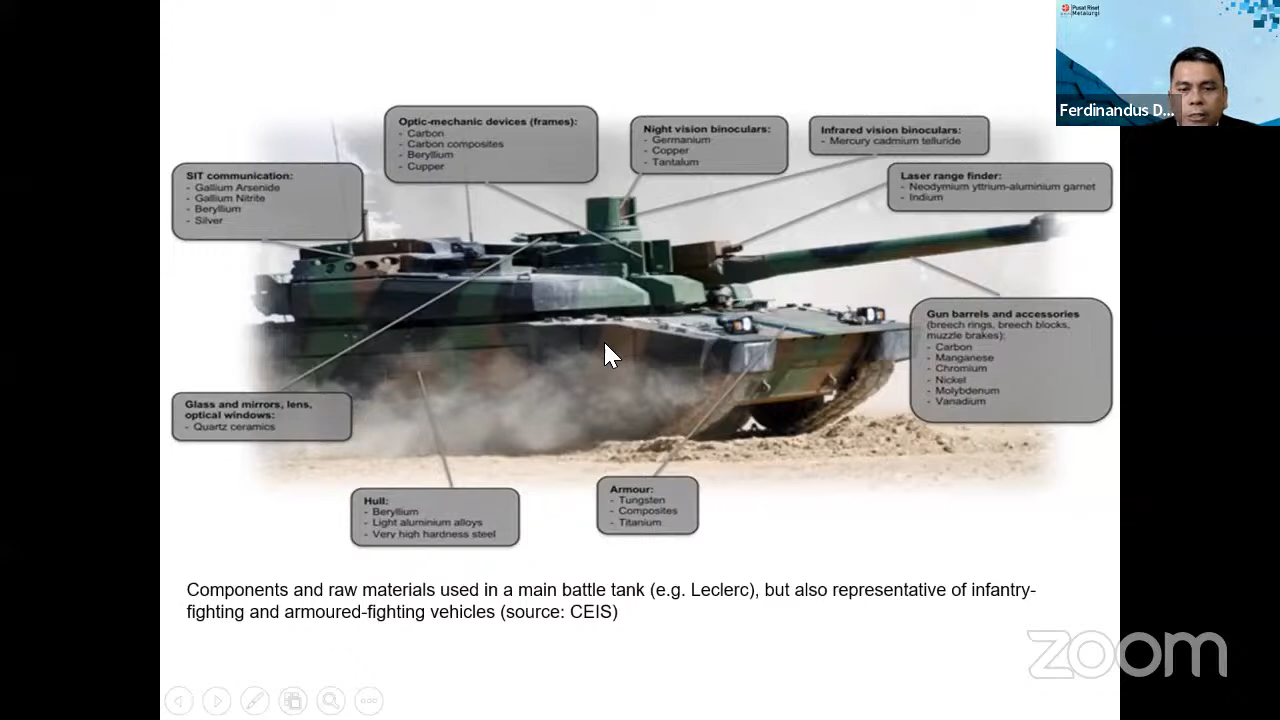 Pusat Riset
Metalurgi
Ferdinandus D...
Optic-mechanic devices (frames):
- Carbon
- Carbon composites
- Beryllium
- Cupper
Night vision binoculars:
- Germanium
- Copper
- Tantalum
Infrared vision binoculars:
- Mercury cadmium telluride
SIT communication:
- Gallium Arsenide
- Gallium Nitrite
- Beryllium
- Silver
Laser range finder:
- Neodymium yttrium-aluminium garnet
- Indium
Gun barrels and accessories
(breech rings, breech blocks,
muzzle brakes):
- Carbon
- Manganese
- Chromium
- Nickel
- Molybdenum
- Vanadium
Glass and mirrors, lens,
optical windows:
- Quartz ceramics
Hull:
- Beryllium
- Light aluminium alloys
- Very high hardness steel
Armour:
- Tungsten
- Composites
- Titanium
Components and raw materials used in a main battle tank (e.g. Leclerc), but also representative of infantry-
fighting and armoured-fighting vehicles (source: CEIS)
zoom